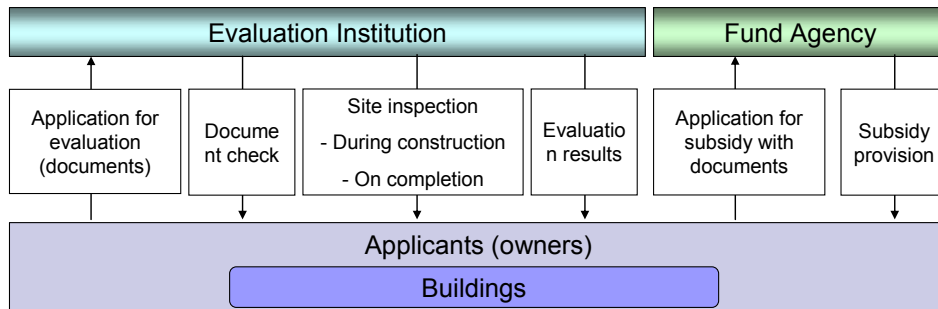 Evaluation Institution
Fund Agency
Application for
evaluation
(documents)
Docume
nt check
Site inspection
- During construction
- On completion
Evaluatio
n results
Application for
subsidy with
documents
Subsidy
provision
Applicants (owners)
Buildings